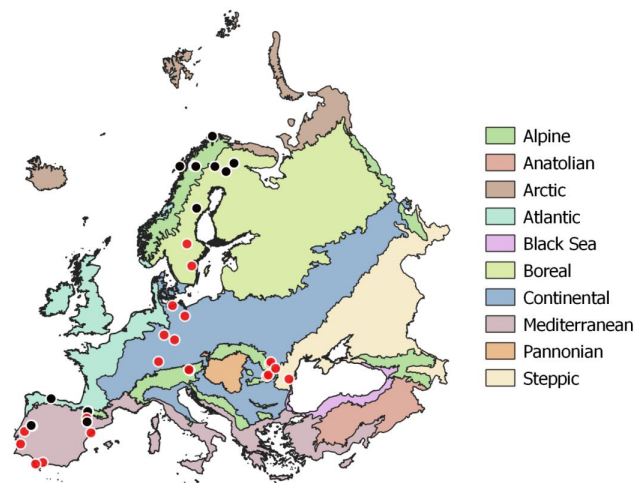 Alpine
Anatolian
Arctic
Atlantic
Black Sea
Boreal
Continental
Mediterranean
Pannonian
Steppic